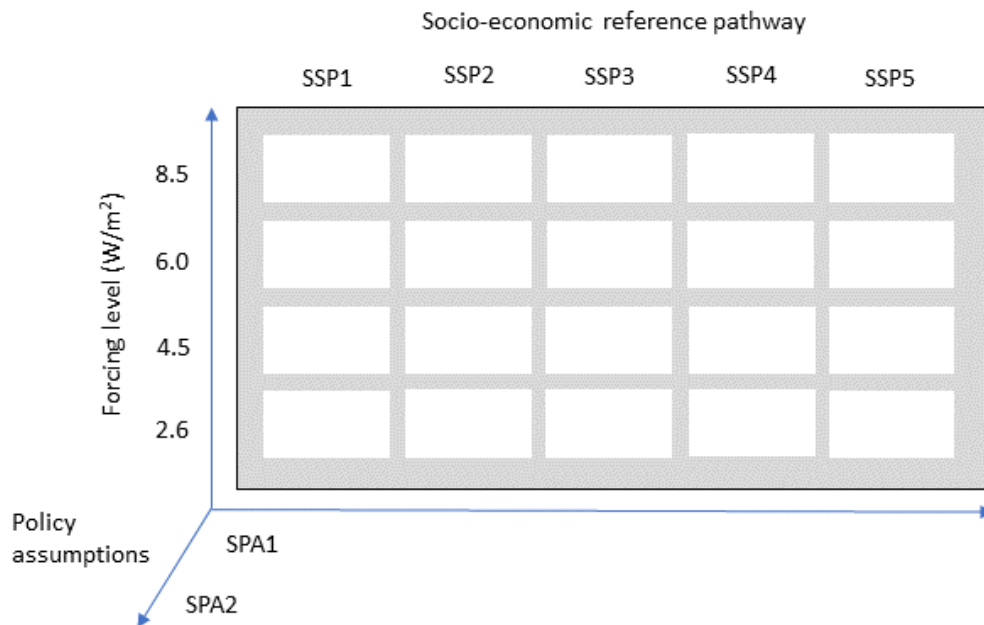 Socio-economic reference pathway
SSP1 SSP2 SSP3 SSP4 SSP5
Forcing level (W/m²)
8.5
6.0
4.5
2.6
Policy
assumptions
SPA1
SPA2